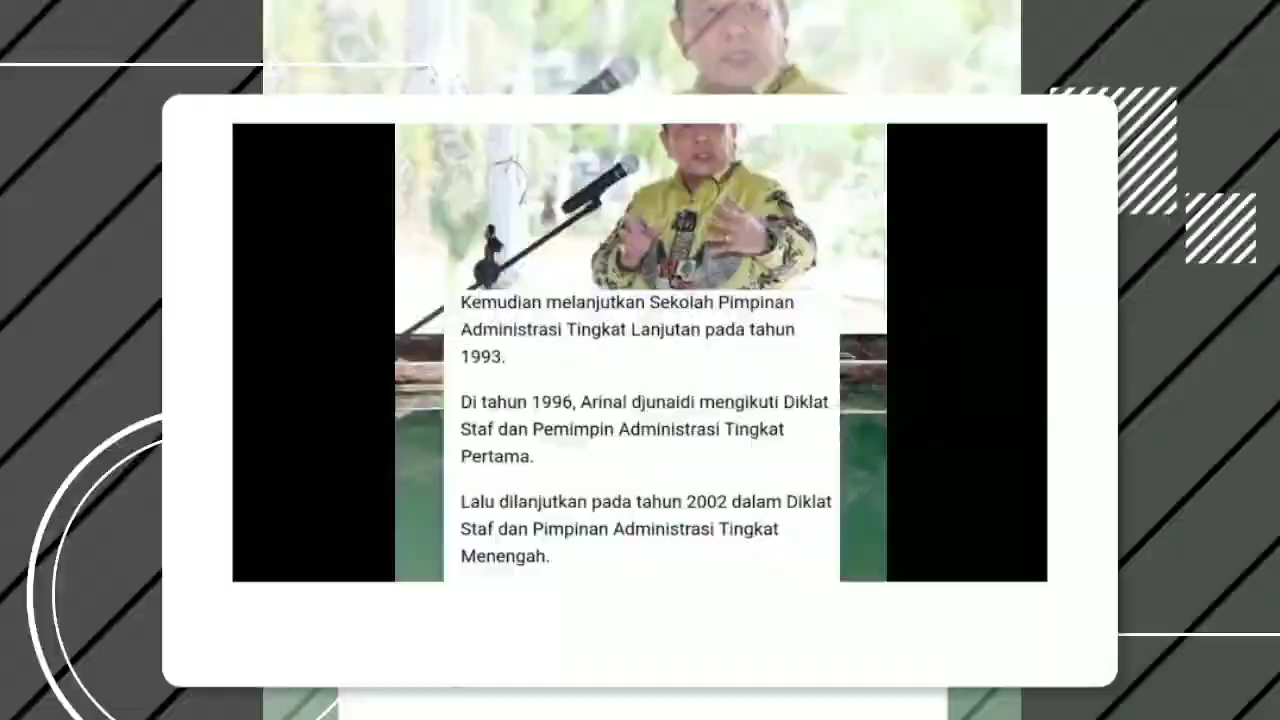 Kemudian melanjutkan Sekolah Pimpinan
Administrasi Tingkat Lanjutan pada tahun
1993.
Di tahun 1996, Arinal djunaidi mengikuti Diklat
Staf dan Pemimpin Administrasi Tingkat
Pertama.
Lalu dilanjutkan pada tahun 2002 dalam Diklat
Staf dan Pimpinan Administrasi Tingkat
Menengah.